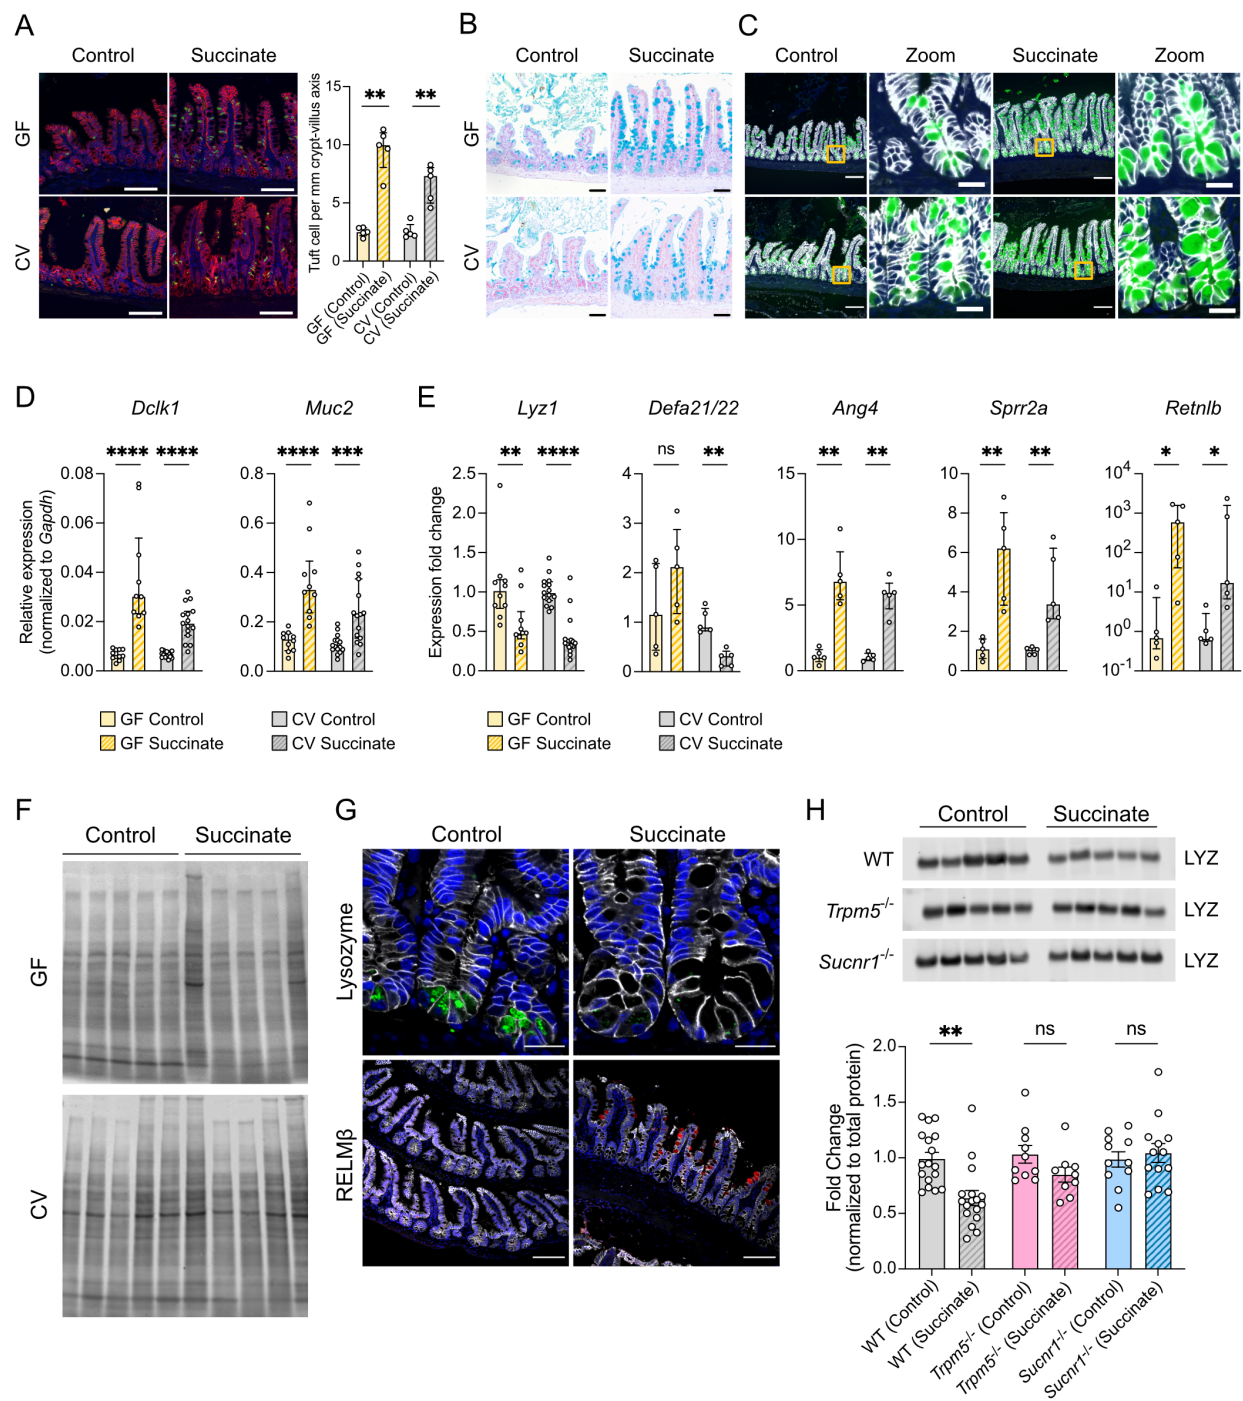 A
Control
Succinate
GF
CV
Tuft cell per mm crypt-villus axis
15
10
5
0
**
**
GF (Control)
GF (Succinate)
CV (Control)
CV (Succinate)
B
Control
Succinate
GF
CV
C
Control
Zoom
Succinate
Zoom
D
Dclk1
Muc2
Relative expression
(normalized to Gapdh)
****
****
0.08
0.06
0.04
0.02
0.00
****
***
0.8
0.6
0.4
0.2
0.0
GF Control
CV Control
GF Succinate
CV Succinate
E
Lyz1
Defa21/22
Ang4
Sprr2a
Retnlb
Expression fold change
**
****
2.5
2.0
1.5
1.0
0.5
0.0
ns
**
4
3
2
1
0
**
**
15
10
5
0
**
**
8
6
4
2
0
*
*
10⁴
10³
10²
10¹
10⁰
10⁻¹
GF Control
CV Control
GF Succinate
CV Succinate
F
Control
Succinate
GF
CV
G
Control
Succinate
Lysozyme
RELMβ
H
Control
Succinate
WT
LYZ
Trpm5⁻/⁻
LYZ
Sucnr1⁻/⁻
LYZ
**
ns
ns
Fold Change
(normalized to total protein)
2.0
1.5
1.0
0.5
0.0
WT (Control)
WT (Succinate)
Trpm5⁻/⁻ (Control)
Trpm5⁻/⁻ (Succinate)
Sucnr1⁻/⁻ (Control)
Sucnr1⁻/⁻ (Succinate)